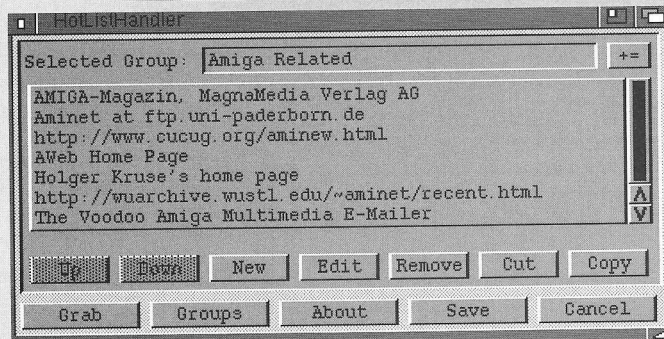 HotListHandler
Selected Group: Amiga Related +=
AMIGA-Magazin, MagnaMedia Verlag AG
Aminet at ftp.uni-paderborn.de
http://www.cucug.org/aminew.html
AWeb Home Page
Holger Kruse's home page
http://wuarchive.wustl.edu/~aminet/recent.html
The Voodoo Amiga Multimedia E-Mailer
Up Down New Edit Remove Cut Copy
Grab Groups About Save Cancel